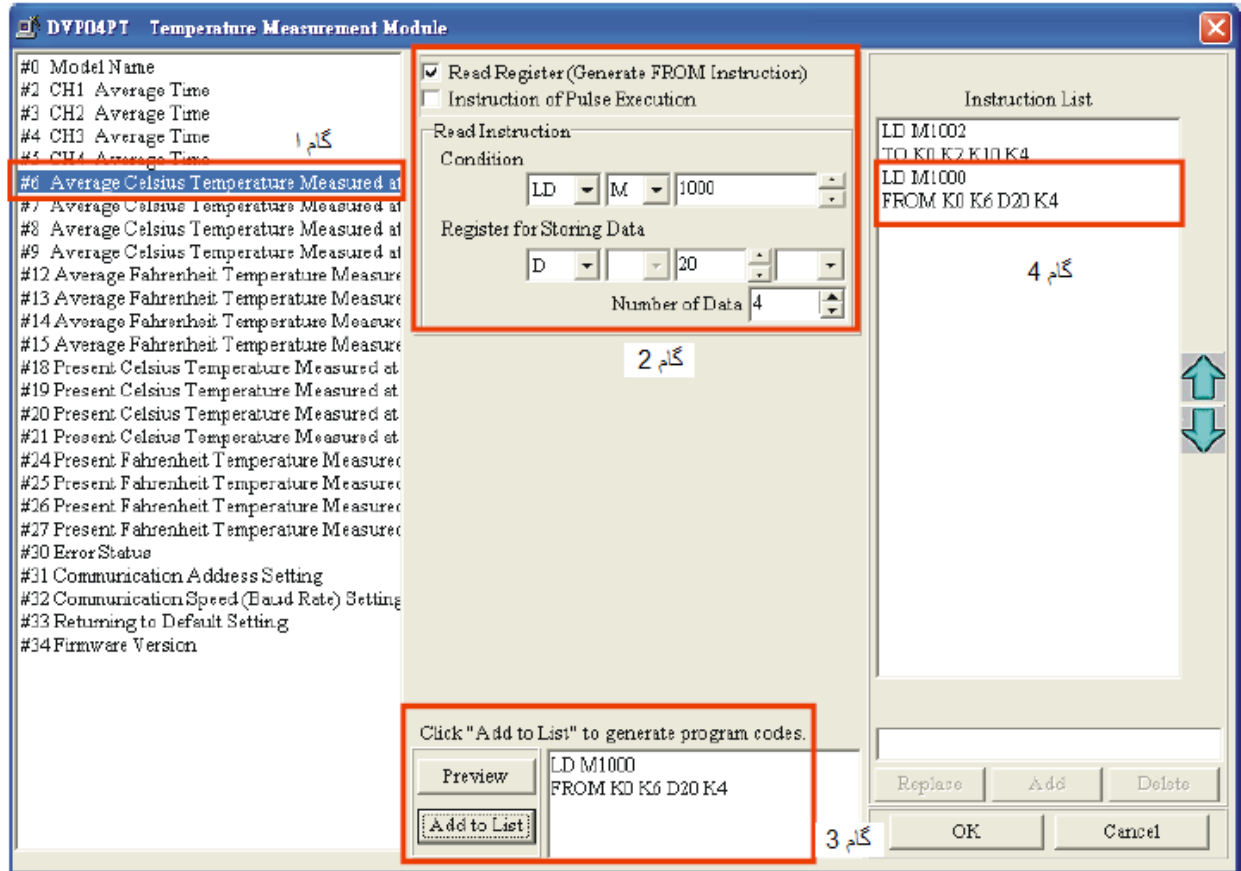 DVP04PT Temperature Measurement Module
#0 Model Name
#2 CH1 Average Time
#3 CH2 Average Time
#4 CH3 Average Time
گام ۱
#5 CH4 Average Time
#6 Average Celsius Temperature Measured at
#7 Average Celsius Temperature Measured at
#8 Average Celsius Temperature Measured at
#9 Average Celsius Temperature Measured at
#12 Average Fahrenheit Temperature Measure
#13 Average Fahrenheit Temperature Measure
#14 Average Fahrenheit Temperature Measure
#15 Average Fahrenheit Temperature Measure
#18 Present Celsius Temperature Measured at
#19 Present Celsius Temperature Measured at
#20 Present Celsius Temperature Measured at
#21 Present Celsius Temperature Measured at
#24 Present Fahrenheit Temperature Measured
#25 Present Fahrenheit Temperature Measured
#26 Present Fahrenheit Temperature Measured
#27 Present Fahrenheit Temperature Measured
#30 Error Status
#31 Communication Address Setting
#32 Communication Speed (Baud Rate) Setting
#33 Returning to Default Setting
#34 Firmware Version
Read Register (Generate FROM Instruction)
Instruction of Pulse Execution
Read Instruction
Condition
LD M 1000
Register for Storing Data
D 20
Number of Data 4
گام 2
Click "Add to List" to generate program codes.
Preview
Add to List
LD M1000
FROM K0 K6 D20 K4
گام 3
Instruction List
LD M1002
TO K0 K2 K10 K4
LD M1000
FROM K0 K6 D20 K4
گام 4
Replace Add Delete
OK Cancel